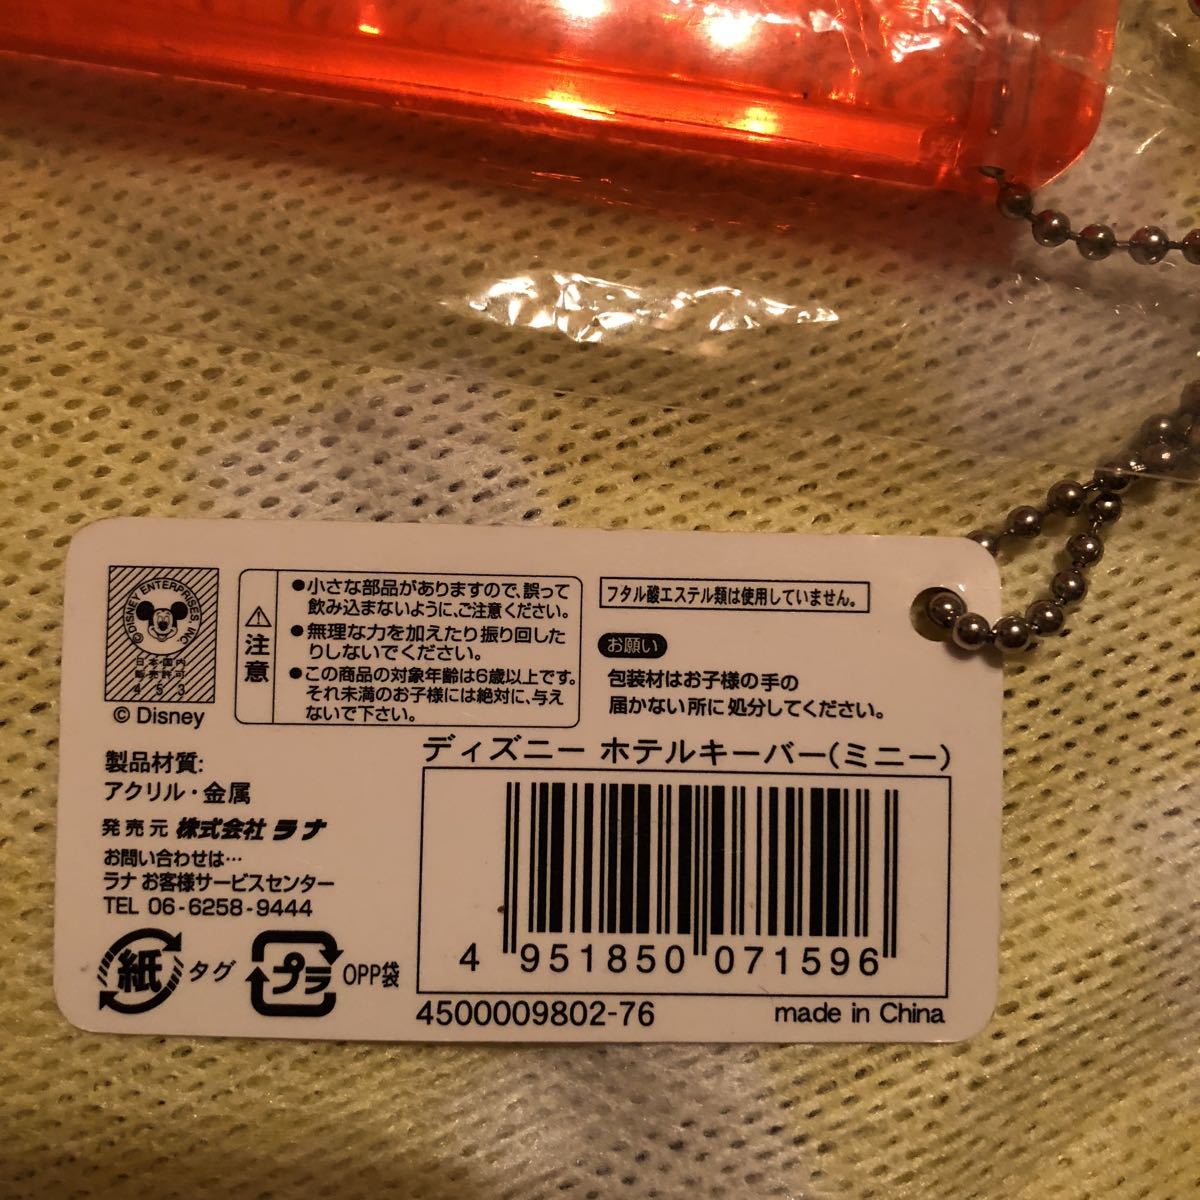 ©DISNEY ENTERPRISES, INC
日本国内
販売許可
453
© Disney
⚠
注意
●小さな部品がありますので、誤って
飲み込まないように、ご注意ください。
●無理な力を加えたり振り回した
りしないでください。
●この商品の対象年齢は6歳以上です。
それ未満のお子様には絶対に、与え
ないで下さい。
フタル酸エステル類は使用していません。
お願い
包装材はお子様の手の
届かない所に処分してください。
製品材質:
アクリル・金属
発売元 株式会社 ラナ
お問い合わせは…
ラナ お客様サービスセンター
TEL 06-6258-9444
紙 タグ
プラ OPP袋
ディズニー ホテルキーバー(ミニー)
4 951850 071596
4500009802-76
made in China